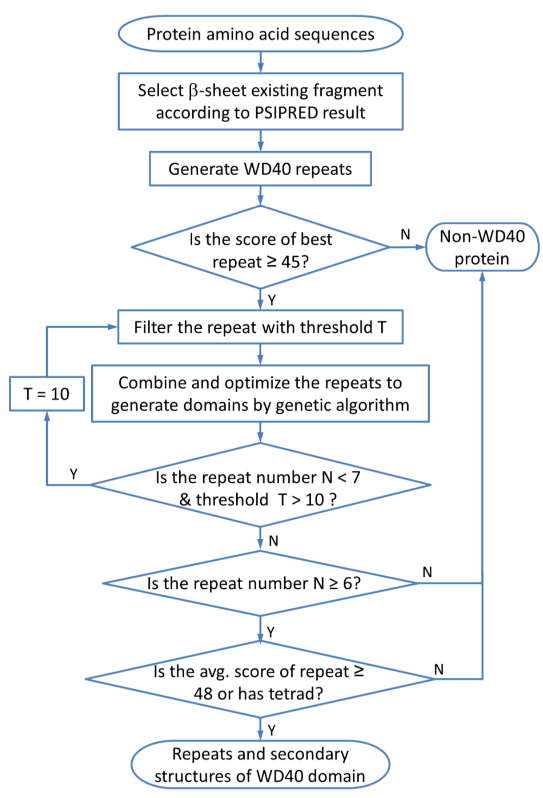 Protein amino acid sequences
Select β-sheet existing fragment
according to PSIPRED result
Generate WD40 repeats
Is the score of best
repeat ≥ 45?
N
Non-WD40
protein
Y
Filter the repeat with threshold T
T = 10
Combine and optimize the repeats to
generate domains by genetic algorithm
Y
Is the repeat number N < 7
& threshold T > 10 ?
N
Is the repeat number N ≥ 6?
N
Y
Is the avg. score of repeat ≥
48 or has tetrad?
N
Y
Repeats and secondary
structures of WD40 domain